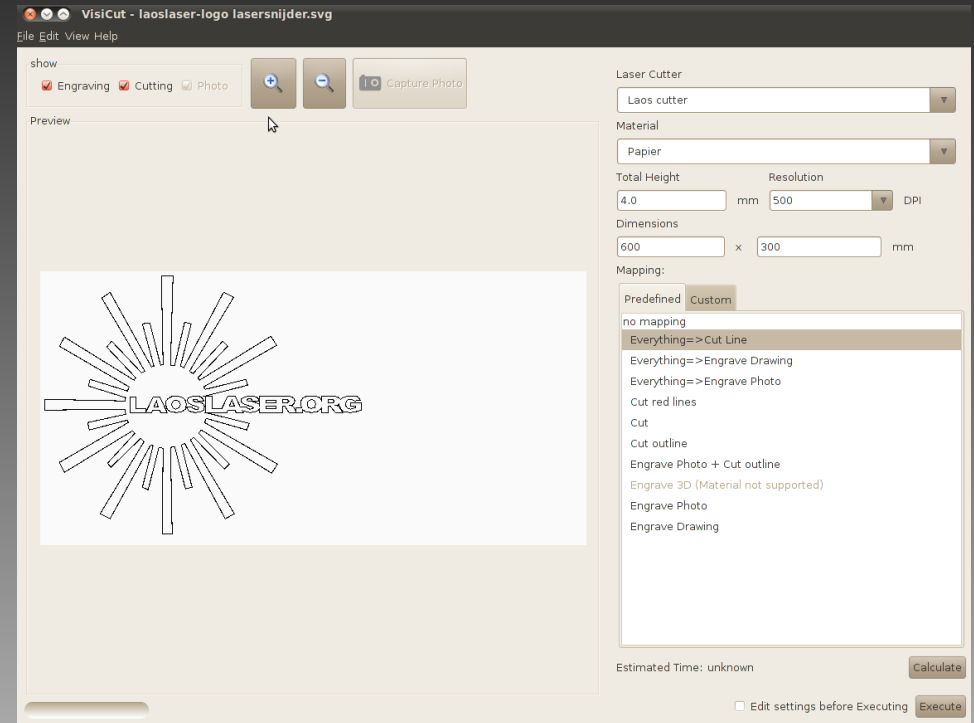 VisiCut - laoslaser-logo lasersnijder.svg
File Edit View Help
show
Engraving Cutting Photo
Capture Photo
Preview
LAOSLASER.ORG
Laser Cutter
Laos cutter
Material
Papier
Total Height Resolution
4.0 mm 500 DPI
Dimensions
600 x 300 mm
Mapping:
Predefined Custom
no mapping
Everything=>Cut Line
Everything=>Engrave Drawing
Everything=>Engrave Photo
Cut red lines
Cut
Cut outline
Engrave Photo + Cut outline
Engrave 3D (Material not supported)
Engrave Photo
Engrave Drawing
Estimated Time: unknown Calculate
Edit settings before Executing Execute